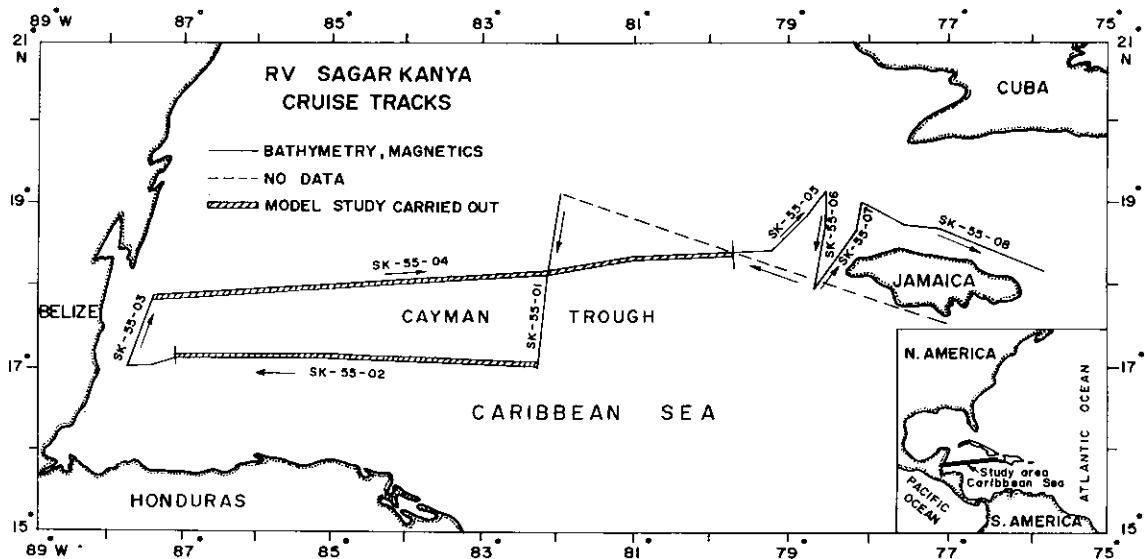 89° W 87° 85° 83° 81° 79° 77° 75°
21° N
21° N
RV SAGAR KANYA
CRUISE TRACKS
BATHYMETRY, MAGNETICS
NO DATA
MODEL STUDY CARRIED OUT
CUBA
19°
19°
SK-55-05
SK-55-06
SK-55-07
SK-55-08
SK-55-04
SK-55-01
SK-55-03
JAMAICA
BELIZE
CAYMAN TROUGH
17°
17°
SK-55-02
CARIBBEAN SEA
HONDURAS
N. AMERICA
ATLANTIC OCEAN
Study area
Caribbean Sea
PACIFIC
OCEAN
S. AMERICA
15°
15°
89° W 87° 85° 83° 81° 79° 77° 75°